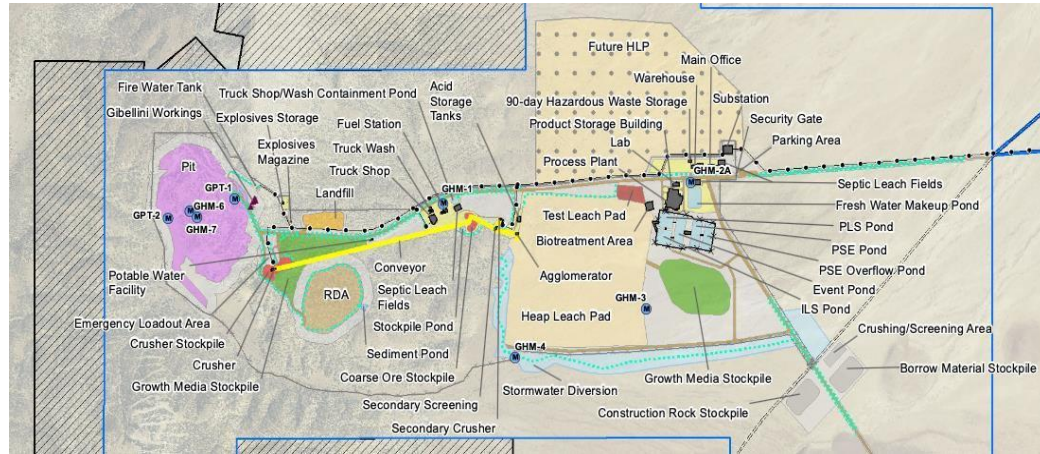 Future HLP
Main Office
Fire Water Tank
Truck Shop/Wash Containment Pond
Acid
Storage
Tanks
Warehouse
Gibellini Workings
Explosives Storage
90-day Hazardous Waste Storage
Substation
Fuel Station
Product Storage Building
Security Gate
Explosives
Magazine
Truck Wash
Lab
Parking Area
Pit
Truck Shop
Process Plant
GPT-1
Landfill
GHM-1
GHM-2A
GHM-6
Septic Leach Fields
GPT-2
GHM-7
Test Leach Pad
Fresh Water Makeup Pond
Biotreatment Area
PLS Pond
PSE Pond
Potable Water
Facility
Conveyor
Agglomerator
PSE Overflow Pond
RDA
Septic Leach
Fields
Event Pond
GHM-3
ILS Pond
Emergency Loadout Area
Stockpile Pond
Heap Leach Pad
Crusher Stockpile
Crushing/Screening Area
Sediment Pond
GHM-4
Crusher
Borrow Material Stockpile
Growth Media Stockpile
Coarse Ore Stockpile
Growth Media Stockpile
Stormwater Diversion
Secondary Screening
Construction Rock Stockpile
Secondary Crusher
M
M
M
M
M
M
M
M